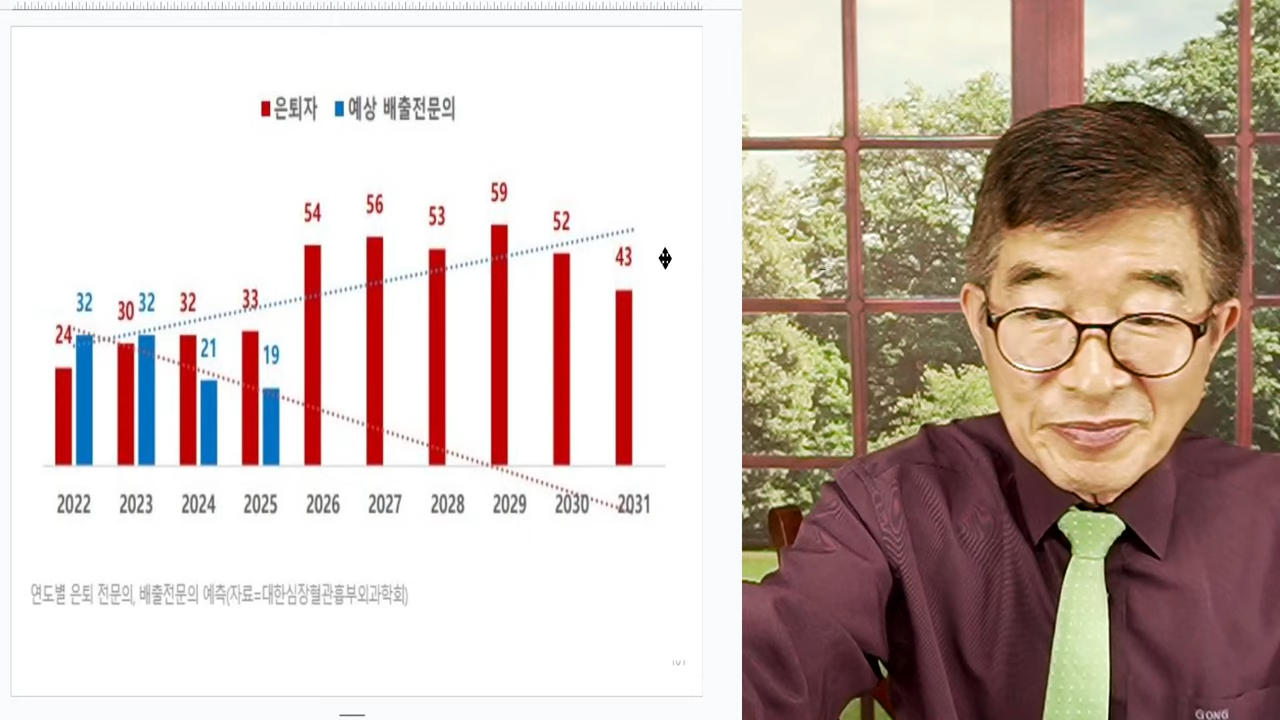 은퇴자 예상 배출전문의
59
56
54
53
52
43
33
32 30 32 32
24
21
19
2022 2023 2024 2025 2026 2027 2028 2029 2030 2031
연도별 은퇴 전문의, 배출전문의 예측(자료=대한심장혈관흉부외과학회)
GONG